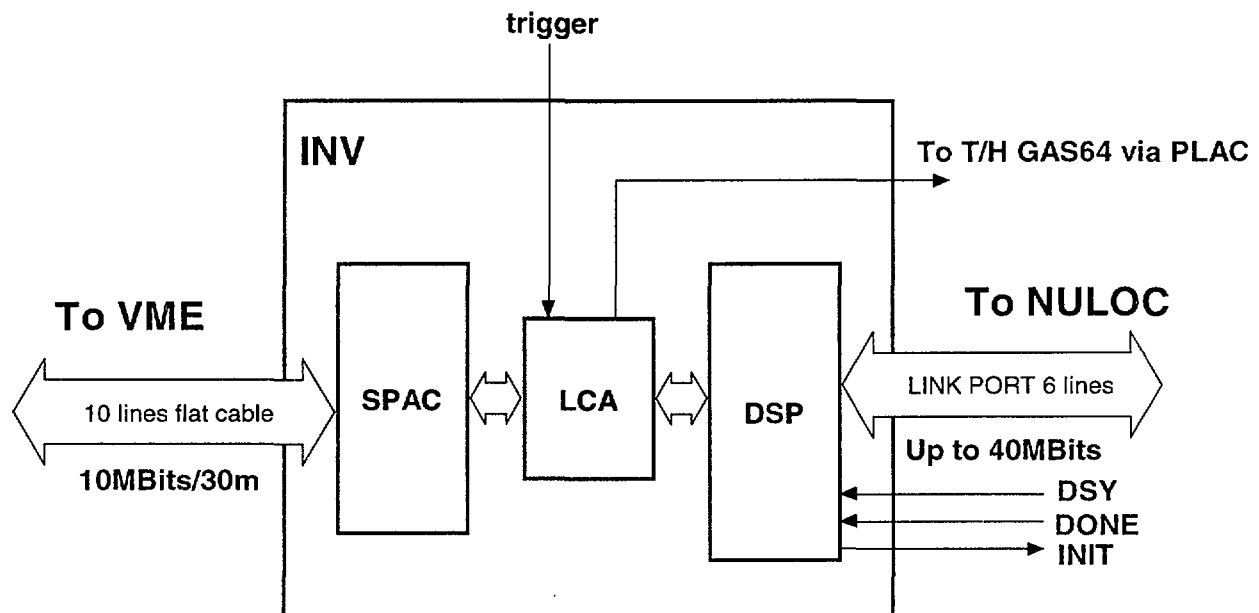 trigger
INV
To T/H GAS64 via PLAC
To VME
To NULOC
10 lines flat cable
SPAC
LCA
DSP
LINK PORT 6 lines
10MBits/30m
Up to 40MBits
DSY
DONE
INIT